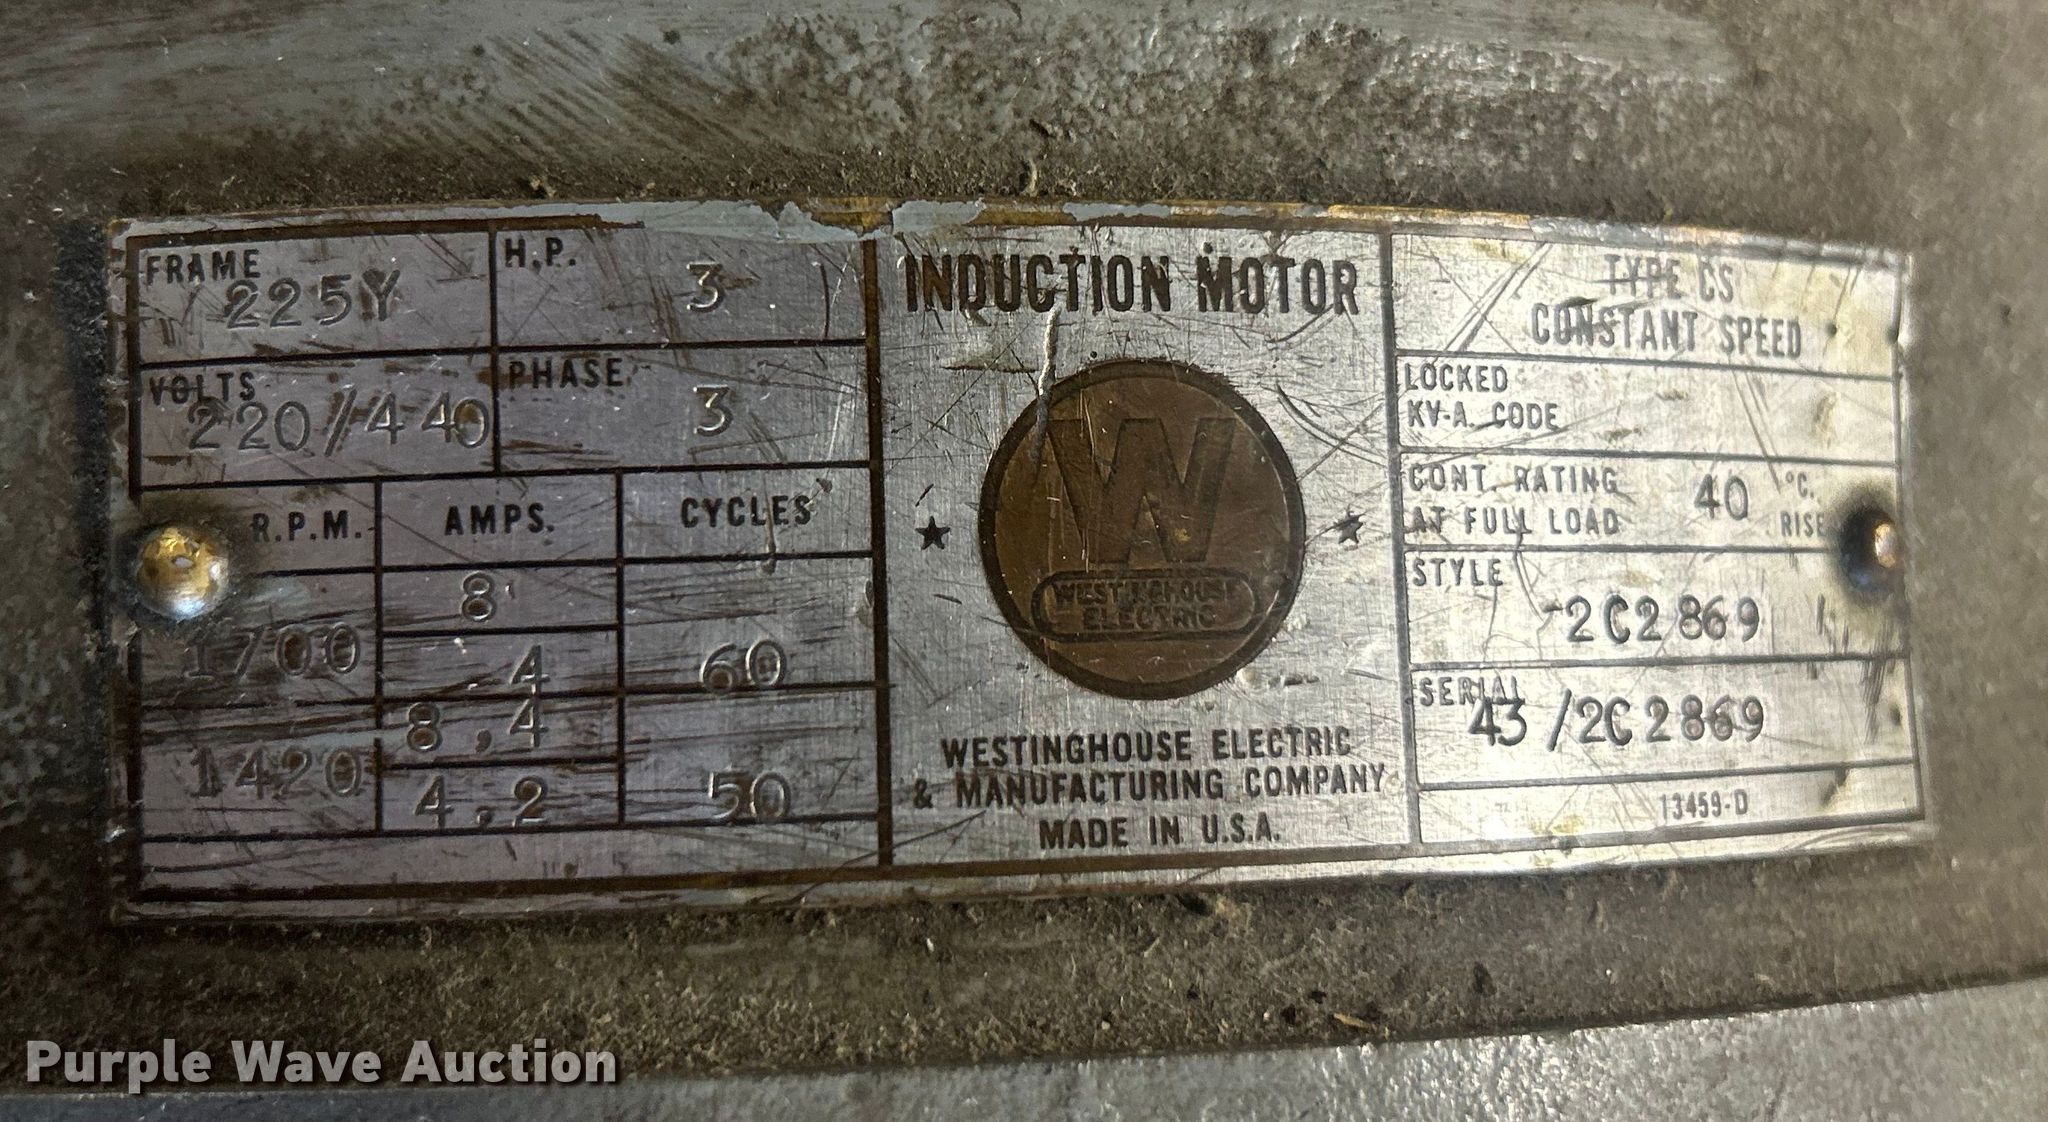 FRAME
225Y
H.P.
3
VOLTS
220/440
PHASE
3
R.P.M.
AMPS.
CYCLES
8
1700
4
60
8,4
1420
4.2
50
INDUCTION MOTOR
W
WESTINGHOUSE
ELECTRIC
WESTINGHOUSE ELECTRIC
& MANUFACTURING COMPANY
MADE IN U.S.A.
TYPE CS
CONSTANT SPEED
LOCKED
KV-A. CODE
CONT. RATING
AT FULL LOAD
40
°C.
RISE
STYLE
2C2869
SERIAL
43/2C2869
13459-D
Purple Wave Auction